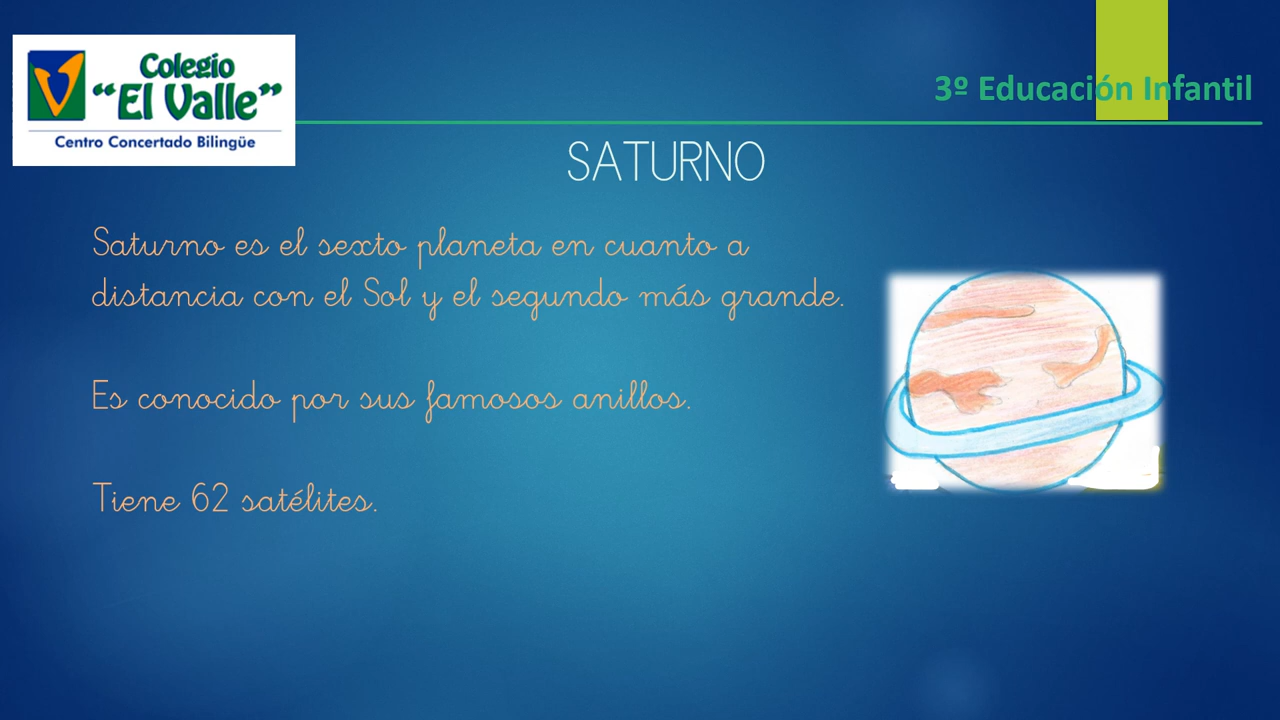 Colegio
“El Valle”
Centro Concertado Bilingüe
3º Educación Infantil
SATURNO
Saturno es el sexto planeta en cuanto a
distancia con el Sol y el segundo más grande.
Es conocido por sus famosos anillos.
Tiene 62 satélites.